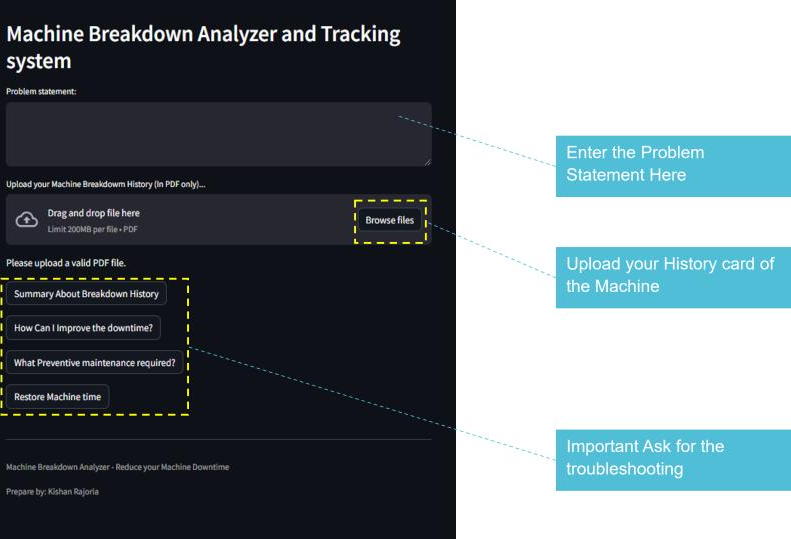 Machine Breakdown Analyzer and Tracking
system
Problem statement:
Enter the Problem
Statement Here
Upload your Machine Breakdowm History (In PDF only)...
Drag and drop file here
Limit 200MB per file • PDF
Browse files
Upload your History card of
the Machine
Please upload a valid PDF file.
Summary About Breakdown History
How Can I Improve the downtime?
What Preventive maintenance required?
Restore Machine time
Important Ask for the
troubleshooting
Machine Breakdown Analyzer - Reduce your Machine Downtime
Prepare by: Kishan Rajoria